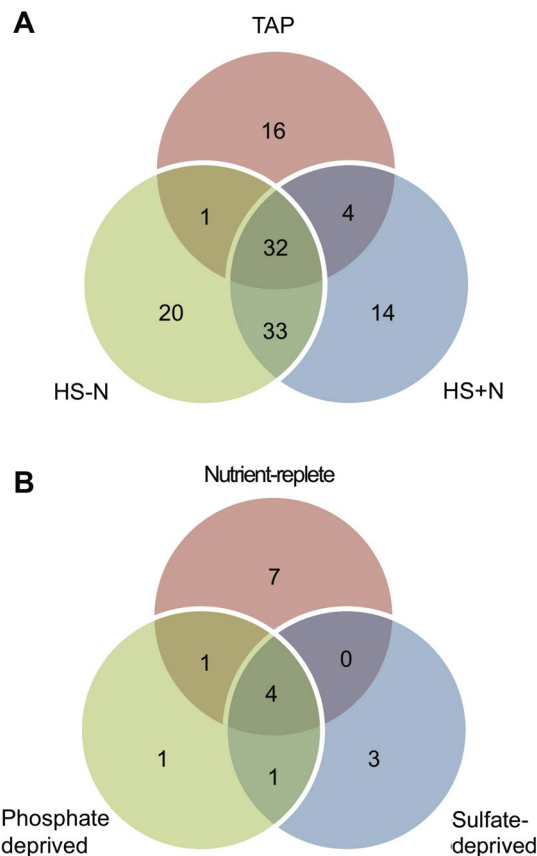 A
TAP
16
1
4
32
20
33
14
HS-N
HS+N
B
Nutrient-replete
7
1
0
4
1
1
3
Phosphate
deprived
Sulfate-
deprived